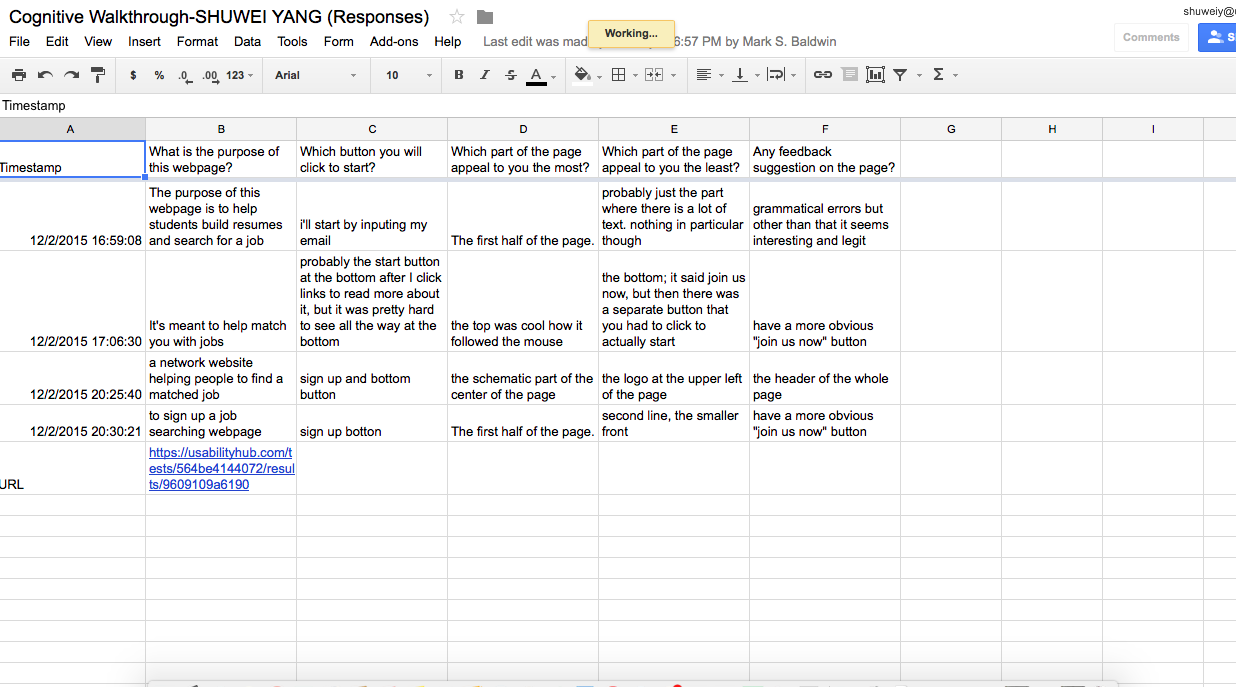 Cognitive Walkthrough-SHUWEI YANG (Responses)
shuweiy@
File Edit View Insert Format Data Tools Form Add-ons Help Last edit was mad 6:57 PM by Mark S. Baldwin
Working...
Comments
$ % .0 .00 123 Arial 10 B I S A Σ
Timestamp
A B C D E F G H I
Timestamp
What is the purpose of
this webpage?
Which button you will
click to start?
Which part of the page
appeal to you the most?
Which part of the page
appeal to you the least?
Any feedback
suggestion on the page?
12/2/2015 16:59:08
The purpose of this
webpage is to help
students build resumes
and search for a job
i'll start by inputing my
email
The first half of the page.
probably just the part
where there is a lot of
text. nothing in particular
though
grammatical errors but
other than that it seems
interesting and legit
12/2/2015 17:06:30
It's meant to help match
you with jobs
probably the start button
at the bottom after I click
links to read more about
it, but it was pretty hard
to see all the way at the
bottom
the top was cool how it
followed the mouse
the bottom; it said join us
now, but then there was
a separate button that
you had to click to
actually start
have a more obvious
"join us now" button
12/2/2015 20:25:40
a network website
helping people to find a
matched job
sign up and bottom
button
the schematic part of the
center of the page
the logo at the upper left
of the page
the header of the whole
page
12/2/2015 20:30:21
to sign up a job
searching webpage
sign up botton
The first half of the page.
second line, the smaller
front
have a more obvious
"join us now" button
URL
https://usabilityhub.com/t
ests/564be4144072/resul
ts/9609109a6190